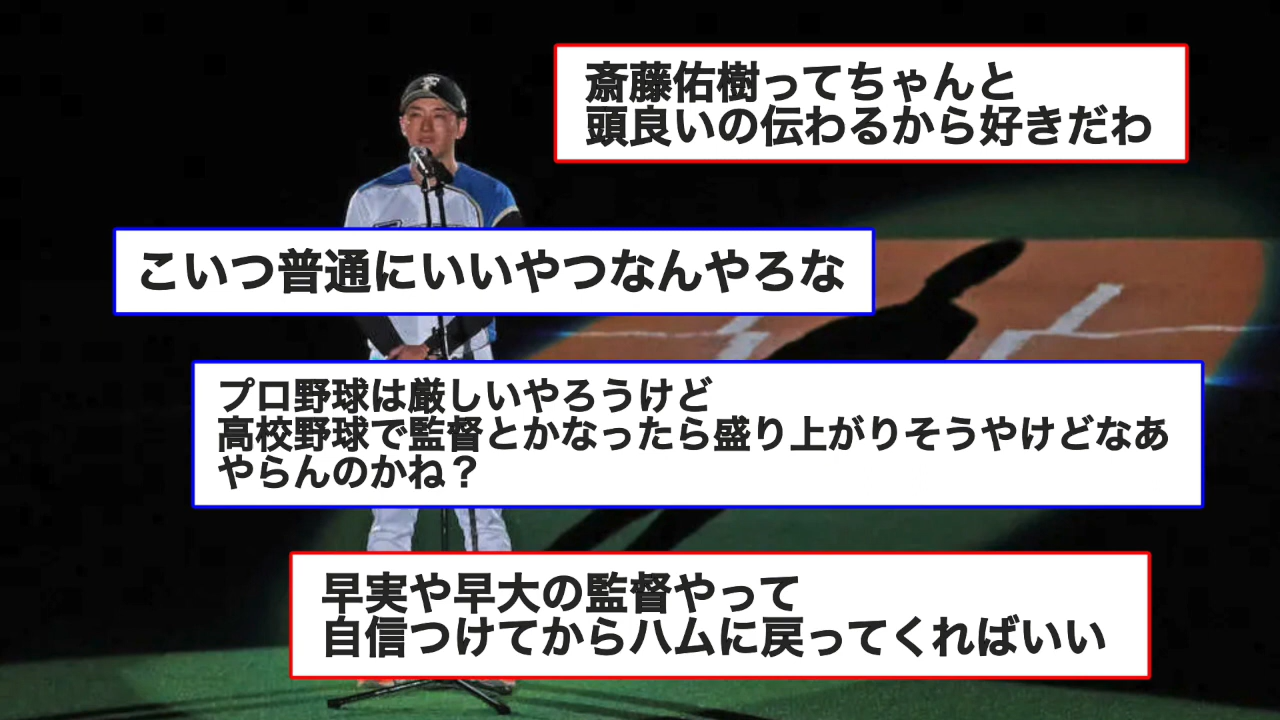 斎藤佑樹ってちゃんと
頭良いの伝わるから好きだわ
こいつ普通にいいやつなんやろな
プロ野球は厳しいやろうけど
高校野球で監督とかなったら盛り上がりそうやけどなあ
やらんのかね？
早実や早大の監督やって
自信つけてからハムに戻ってくればいい